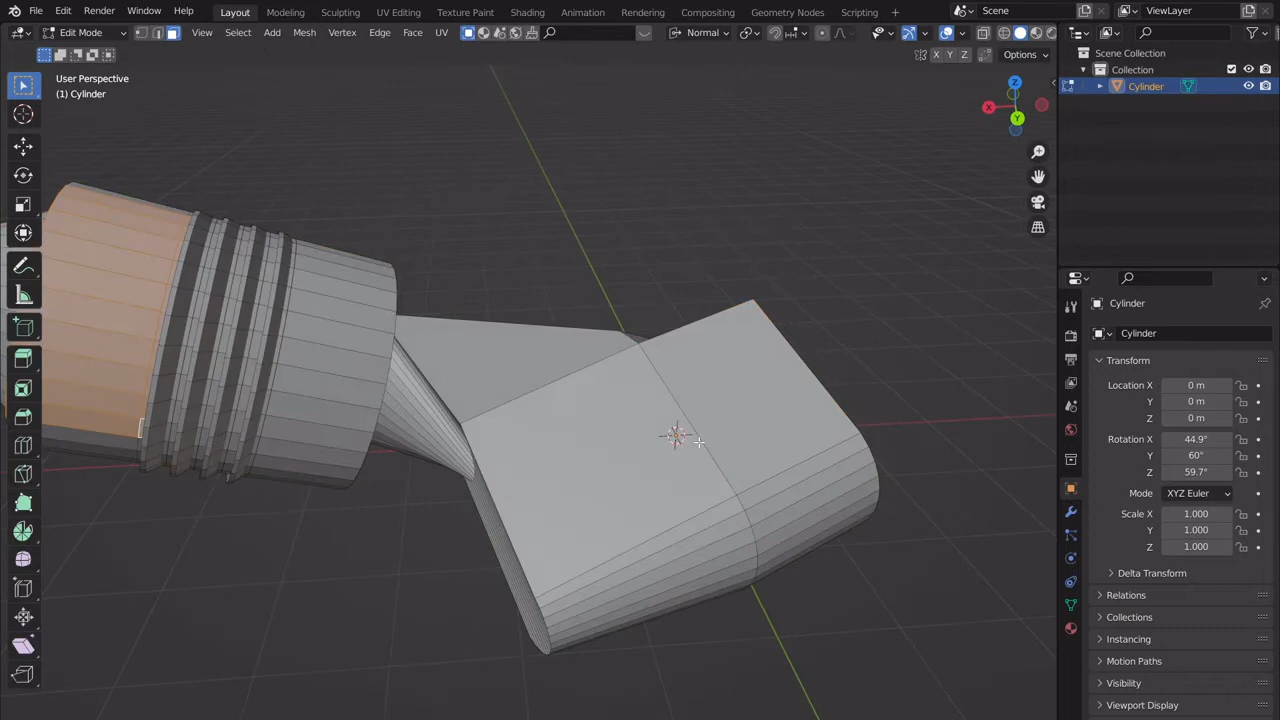 File Edit Render Window Help Layout Modeling Sculpting UV Editing Texture Paint Shading Animation Rendering Compositing Geometry Nodes Scripting + Scene ViewLayer
Edit Mode View Select Add Mesh Vertex Edge Face UV Normal
X Y Z Options
User Perspective
(1) Cylinder
Z
X
Y
Scene Collection
Collection
Cylinder
Cylinder
Cylinder
Transform
Location X 0 m
Y 0 m
Z 0 m
Rotation X 44.9°
Y 60°
Z 59.7°
Mode XYZ Euler
Scale X 1.000
Y 1.000
Z 1.000
Delta Transform
Relations
Collections
Instancing
Motion Paths
Visibility
Viewport Display